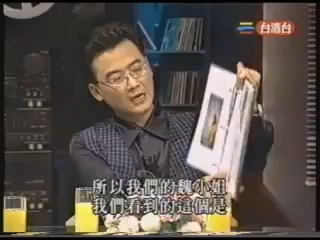 台灣台
所以我們的魏小姐
我們看到的這個是